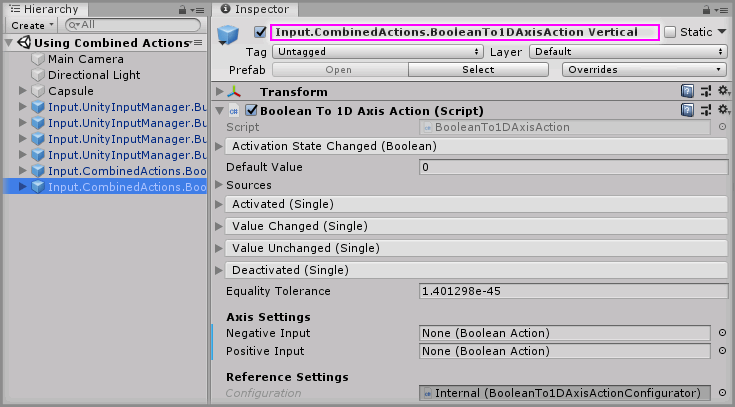 Hierarchy
Create
All
Using Combined Actions
Main Camera
Directional Light
Capsule
Input.UnityInputManager.Bu
Input.UnityInputManager.Bu
Input.UnityInputManager.Bu
Input.UnityInputManager.Bu
Input.CombinedActions.Boo
Input.CombinedActions.Boo
Inspector
Input.CombinedActions.BooleanTo1DAxisAction Vertical
Static
Tag Untagged Layer Default
Prefab Open Select Overrides
Transform
Boolean To 1D Axis Action (Script)
Script BooleanTo1DAxisAction
Activation State Changed (Boolean)
Default Value 0
Sources
Activated (Single)
Value Changed (Single)
Value Unchanged (Single)
Deactivated (Single)
Equality Tolerance 1.401298e-45
Axis Settings
Negative Input None (Boolean Action)
Positive Input None (Boolean Action)
Reference Settings
Configuration Internal (BooleanTo1DAxisActionConfigurator)